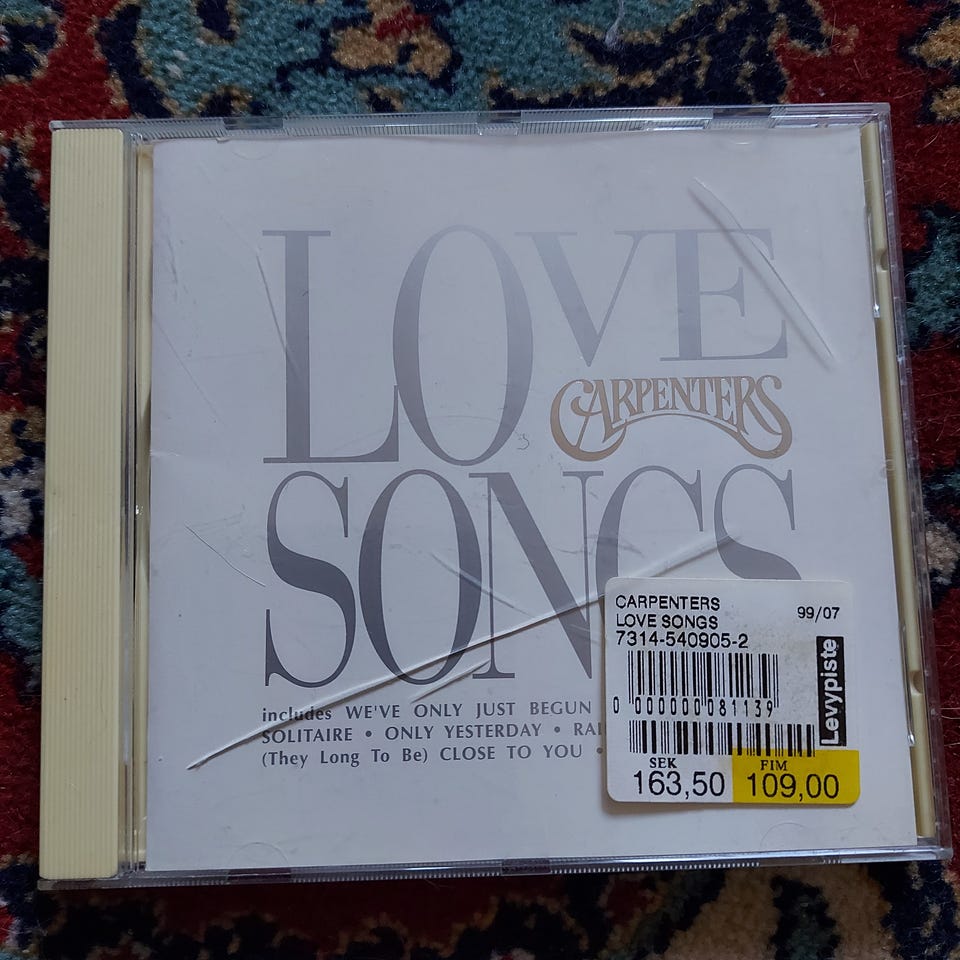 LOVE
CARPENTERS
SONGS
includes WE'VE ONLY JUST BEGUN
SOLITAIRE • ONLY YESTERDAY •
(They Long To Be) CLOSE TO YOU •
CARPENTERS 99/07
LOVE SONGS
7314-540905-2
0 000000 081139
Levypiste
SEK FIM
163,50 109,00